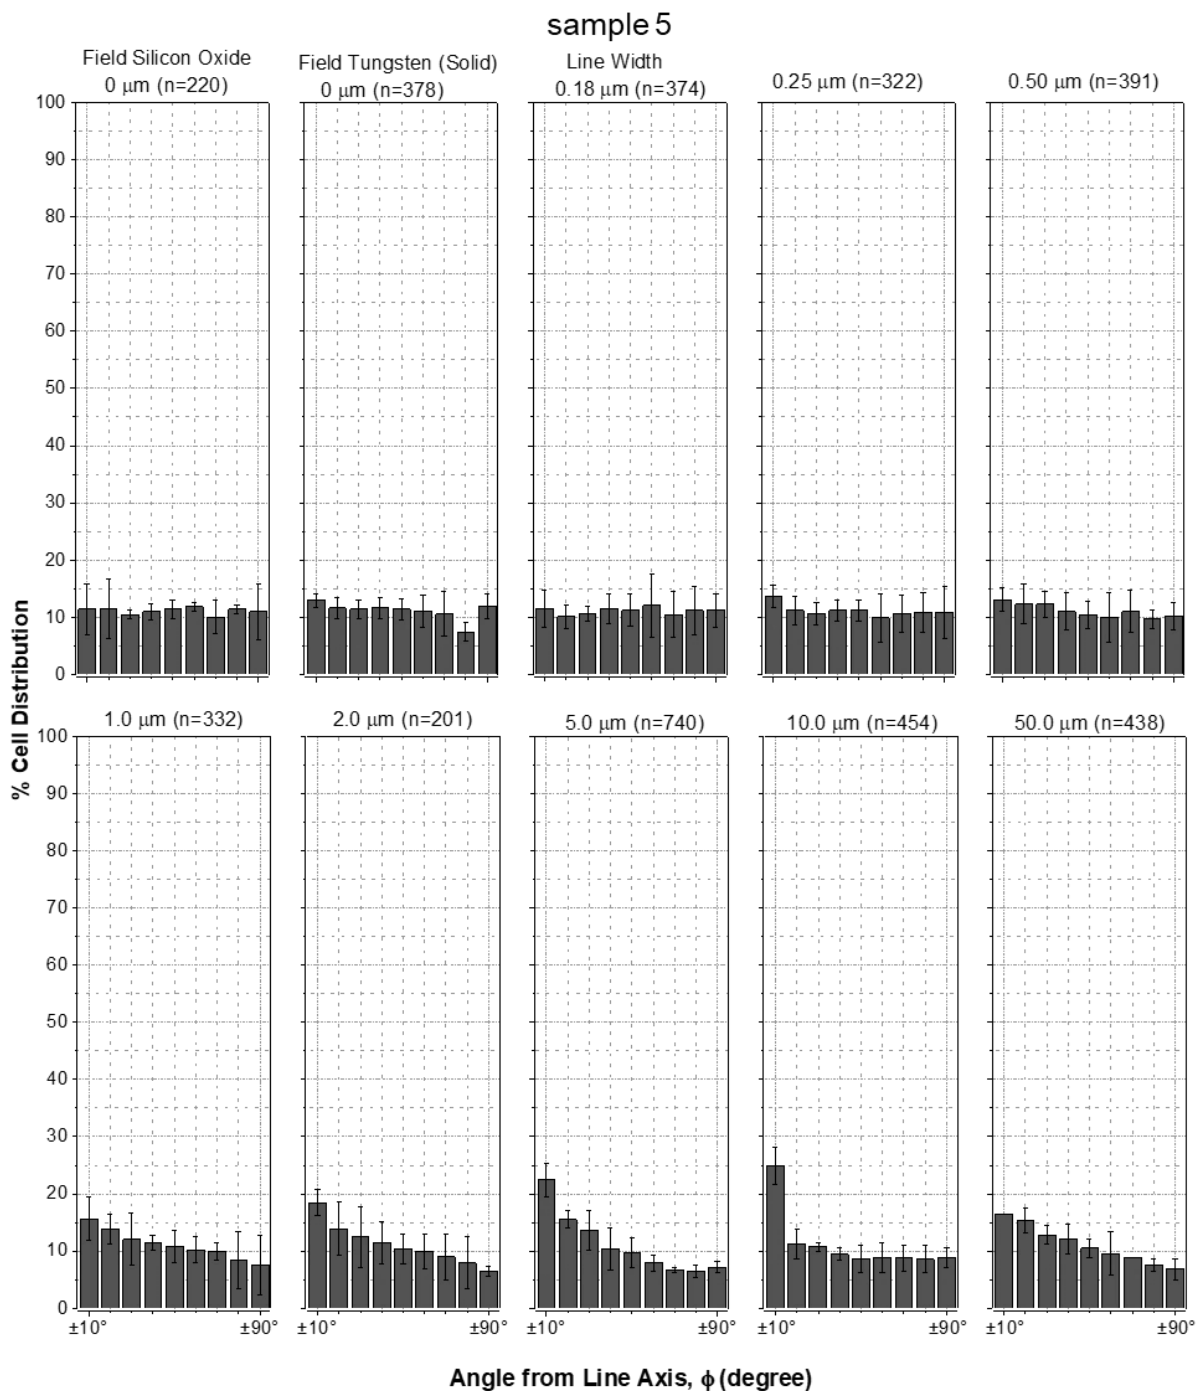 sample 5
Field Silicon Oxide
0 μm (n=220)
Field Tungsten (Solid)
0 μm (n=378)
Line Width
0.18 μm (n=374)
0.25 μm (n=322)
0.50 μm (n=391)
100
90
80
70
60
50
40
30
20
10
0
% Cell Distribution
1.0 μm (n=332)
2.0 μm (n=201)
5.0 μm (n=740)
10.0 μm (n=454)
50.0 μm (n=438)
100
90
80
70
60
50
40
30
20
10
0
±10° ±90° ±10° ±90° ±10° ±90° ±10° ±90° ±10° ±90°
Angle from Line Axis, ϕ (degree)